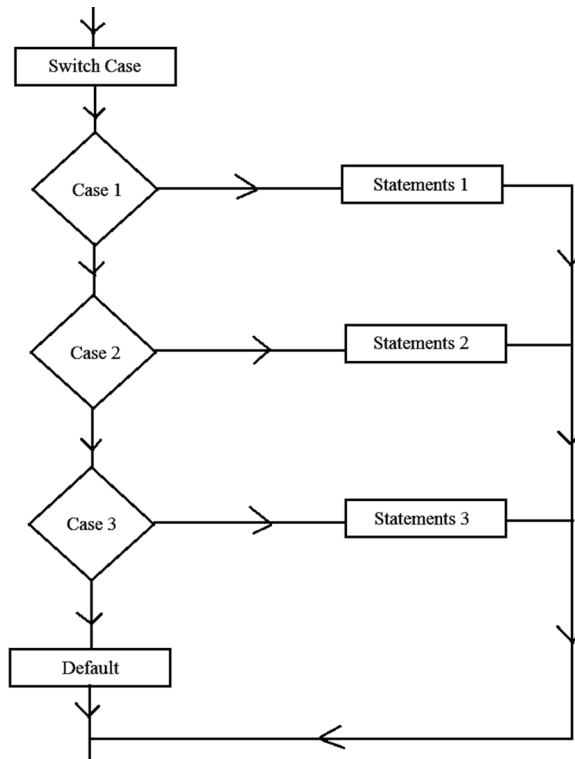 Switch Case
Case 1
Statements 1
Case 2
Statements 2
Case 3
Statements 3
Default